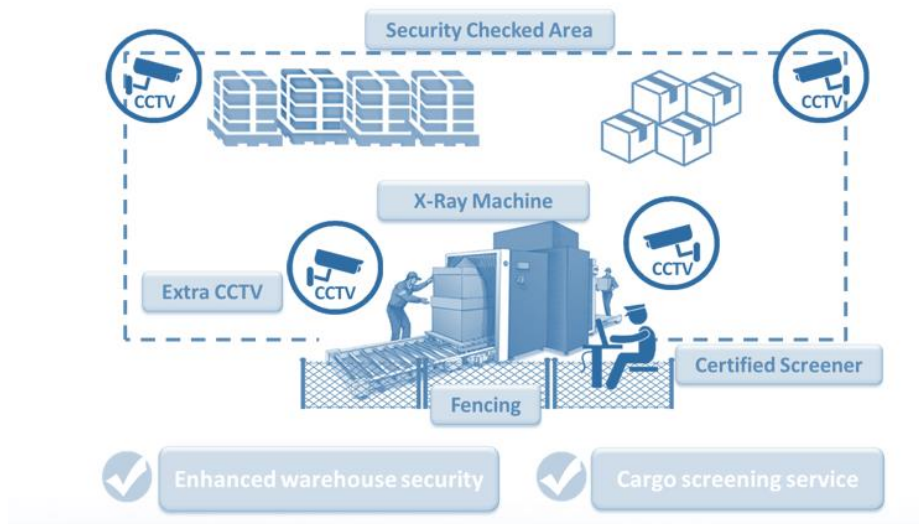 Security Checked Area
CCTV
CCTV
X-Ray Machine
CCTV
CCTV
Extra CCTV
Certified Screener
Fencing
Enhanced warehouse security
Cargo screening service